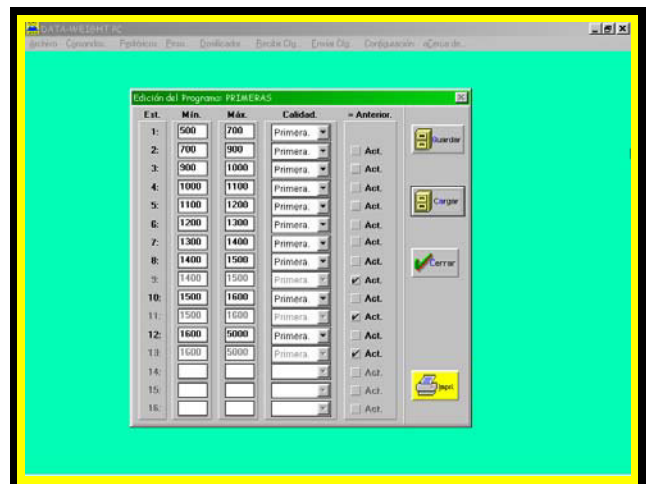 DATA-WEIGHT PC
Archivo Comandos. Periféricos Pesos. Dosificador. Recibe Cfg. Envia Cfg. Configuración aCerca de..
Edición del Programa: PRIMERAS
Est. Mín. Máx. Calidad. = Anterior.
1: 500 700 Primera.
2: 700 900 Primera. Act.
3: 900 1000 Primera. Act.
4: 1000 1100 Primera. Act.
5: 1100 1200 Primera. Act.
6: 1200 1300 Primera. Act.
7: 1300 1400 Primera. Act.
8: 1400 1500 Primera. Act.
9: 1400 1500 Primera. Act.
10: 1500 1600 Primera. Act.
11: 1500 1600 Primera. Act.
12: 1600 5000 Primera. Act.
13: 1600 5000 Primera. Act.
14: Act.
15: Act.
16: Act.
Guardar
Cargar
Cerrar
Impri.